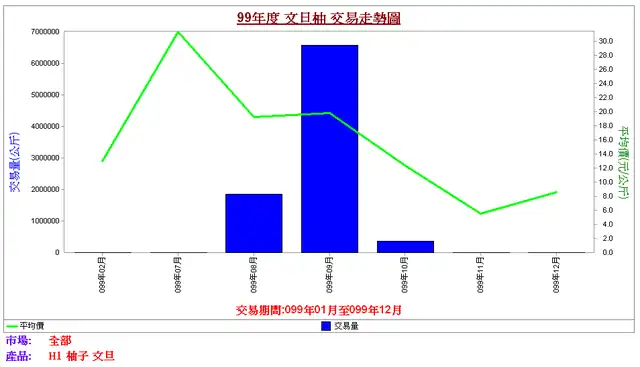 99年度 文旦柚 交易走勢圖
交易量(公斤)
7000000
6000000
5000000
4000000
3000000
2000000
1000000
0
平均價(元/公斤)
30.0
28.0
26.0
24.0
22.0
20.0
18.0
16.0
14.0
12.0
10.0
8.0
6.0
4.0
2.0
0.0
099年02月
099年07月
099年08月
099年09月
099年10月
099年11月
099年12月
交易期間:099年01月至099年12月
平均價 交易量
市場: 全部
產品: H1 柚子 文旦